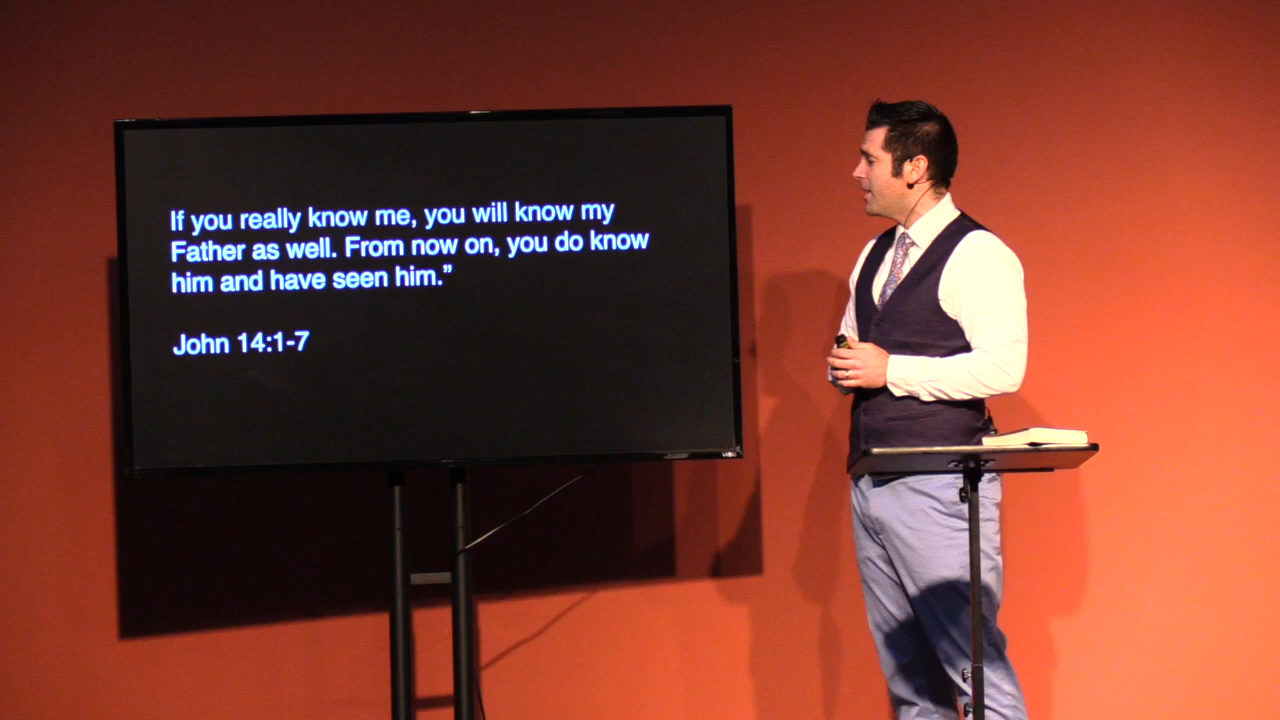 If you really know me, you will know my
Father as well. From now on, you do know
him and have seen him.”
John 14:1-7